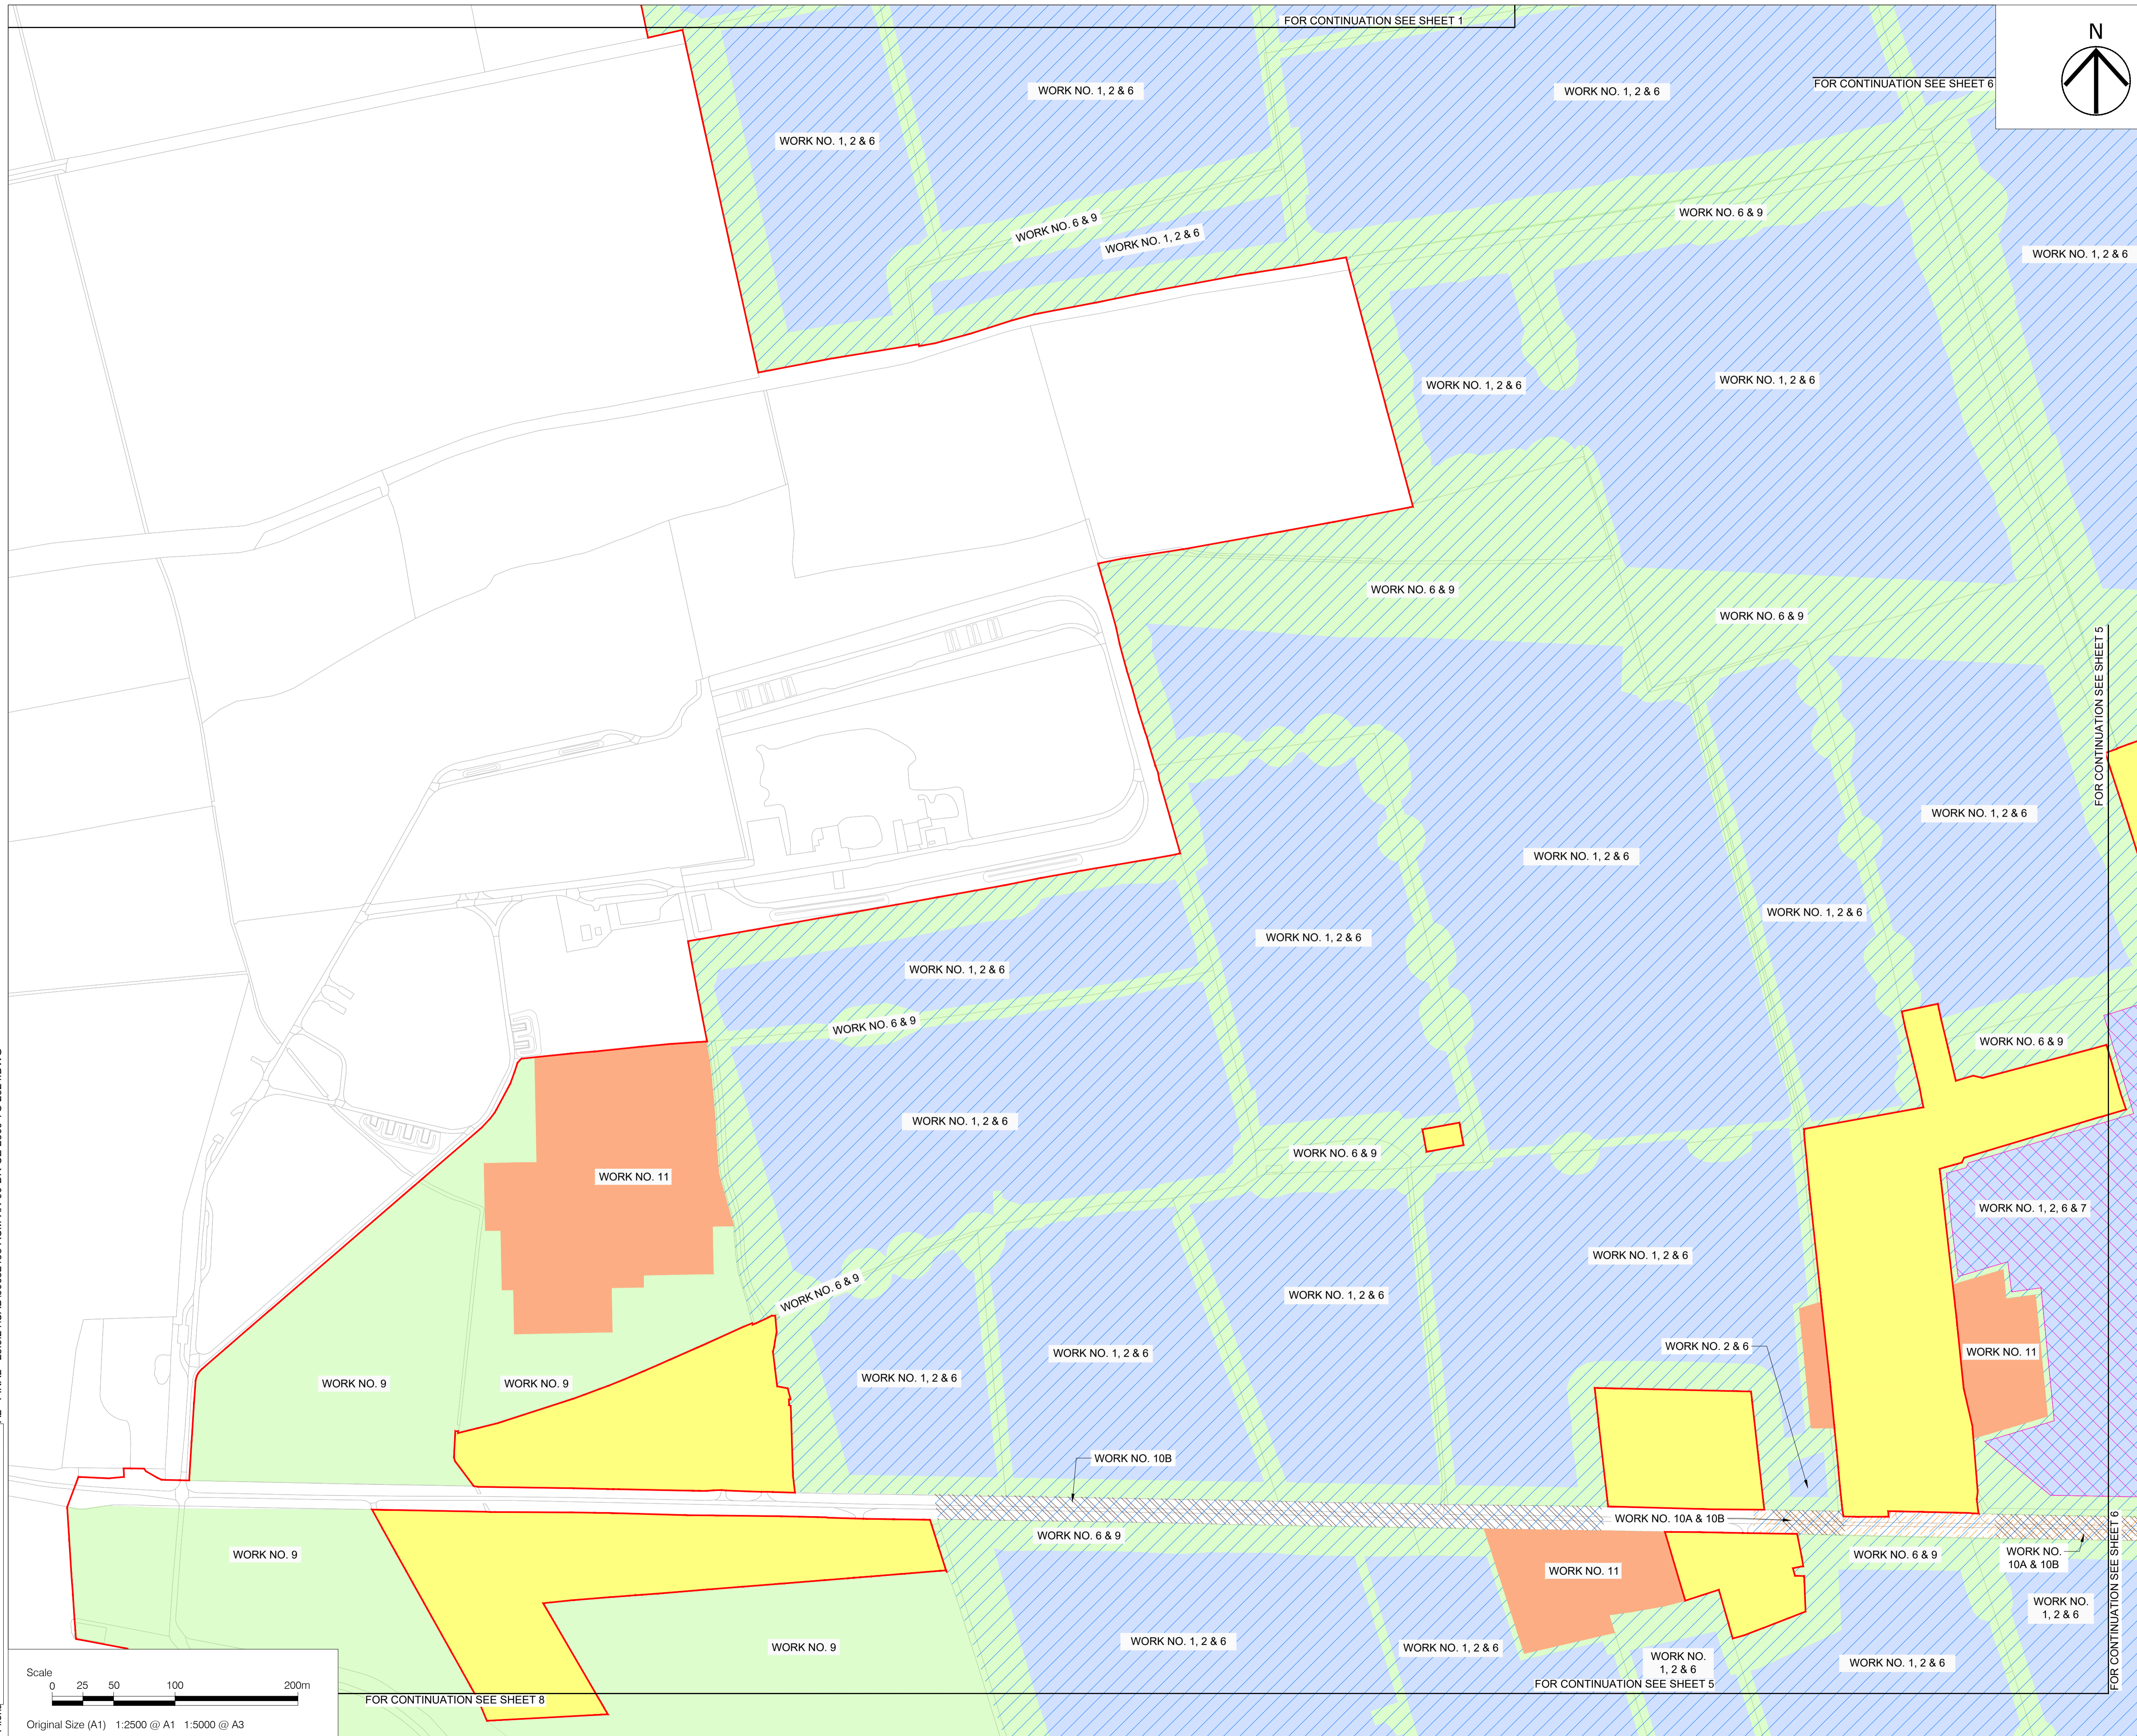 FOR CONTINUATION SEE SHEET 1
N
FOR CONTINUATION SEE SHEET 6
WORK NO. 1, 2 & 6
WORK NO. 1, 2 & 6
WORK NO. 1, 2 & 6
WORK NO. 6 & 9
WORK NO. 6 & 9
WORK NO. 1, 2 & 6
WORK NO. 1, 2 & 6
WORK NO. 1, 2 & 6
WORK NO. 1, 2 & 6
WORK NO. 6 & 9
WORK NO. 6 & 9
FOR CONTINUATION SEE SHEET 5
WORK NO. 1, 2 & 6
WORK NO. 1, 2 & 6
WORK NO. 1, 2 & 6
WORK NO. 1, 2 & 6
WORK NO. 1, 2 & 6
WORK NO. 6 & 9
WORK NO. 6 & 9
WORK NO. 1, 2 & 6
WORK NO. 6 & 9
WORK NO. 11
WORK NO. 1, 2, 6 & 7
WORK NO. 1, 2 & 6
WORK NO. 6 & 9
WORK NO. 1, 2 & 6
WORK NO. 2 & 6
WORK NO. 1, 2 & 6
WORK NO. 11
WORK NO. 1, 2 & 6
WORK NO. 9
WORK NO. 9
WORK NO. 10B
WORK NO. 10A & 10B
WORK NO. 6 & 9
WORK NO. 9
WORK NO. 6 & 9
WORK NO.
10A & 10B
FOR CONTINUATION SEE SHEET 6
WORK NO. 11
WORK NO.
1, 2 & 6
WORK NO. 1, 2 & 6
WORK NO. 9
WORK NO. 1, 2 & 6
WORK NO.
1, 2 & 6
WORK NO. 1, 2 & 6
FOR CONTINUATION SEE SHEET 5
FOR CONTINUATION SEE SHEET 8
Scale
0 25 50 100 200m
Original Size (A1) 1:2500 @ A1 1:5000 @ A3